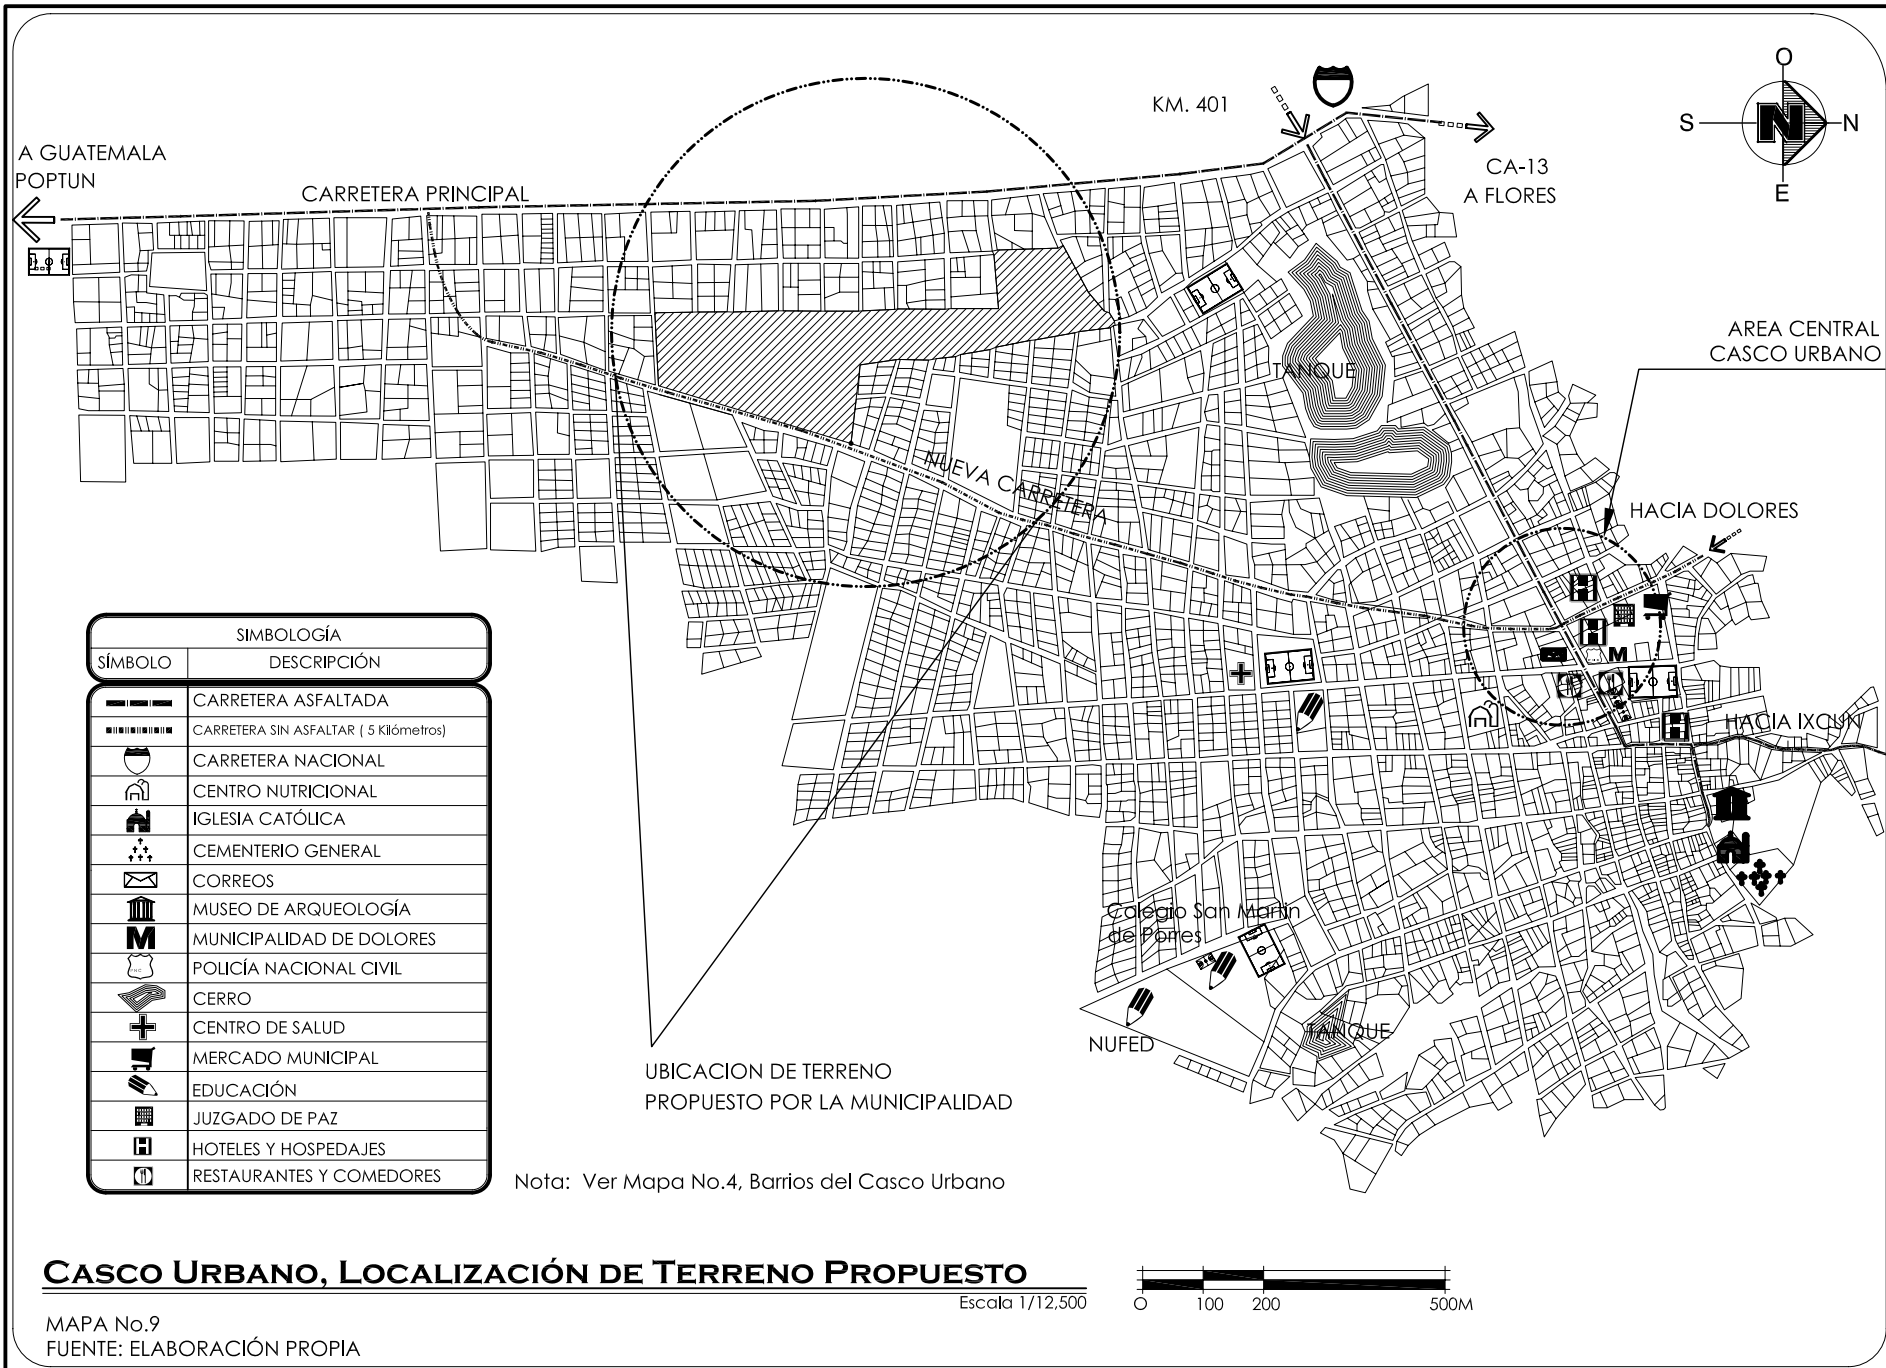 KM. 401
O
S
N
N
E
A GUATEMALA
POPTUN
CARRETERA PRINCIPAL
CA-13
A FLORES
AREA CENTRAL
CASCO URBANO
TANQUE
NUEVA CARRETERA
HACIA DOLORES
M
HACIA IXCUN
SIMBOLOGÍA
SÍMBOLO DESCRIPCIÓN
CARRETERA ASFALTADA
CARRETERA SIN ASFALTAR ( 5 Kilómetros)
CARRETERA NACIONAL
CENTRO NUTRICIONAL
IGLESIA CATÓLICA
CEMENTERIO GENERAL
CORREOS
MUSEO DE ARQUEOLOGÍA
M MUNICIPALIDAD DE DOLORES
PNC POLICÍA NACIONAL CIVIL
CERRO
CENTRO DE SALUD
MERCADO MUNICIPAL
EDUCACIÓN
JUZGADO DE PAZ
H HOTELES Y HOSPEDAJES
RESTAURANTES Y COMEDORES
Colegio San Martin
de Porres
NUFED
TANQUE
UBICACION DE TERRENO
PROPUESTO POR LA MUNICIPALIDAD
Nota: Ver Mapa No.4, Barrios del Casco Urbano
CASCO URBANO, LOCALIZACIÓN DE TERRENO PROPUESTO
Escala 1/12,500
O 100 200 500M
MAPA No.9
FUENTE: ELABORACIÓN PROPIA